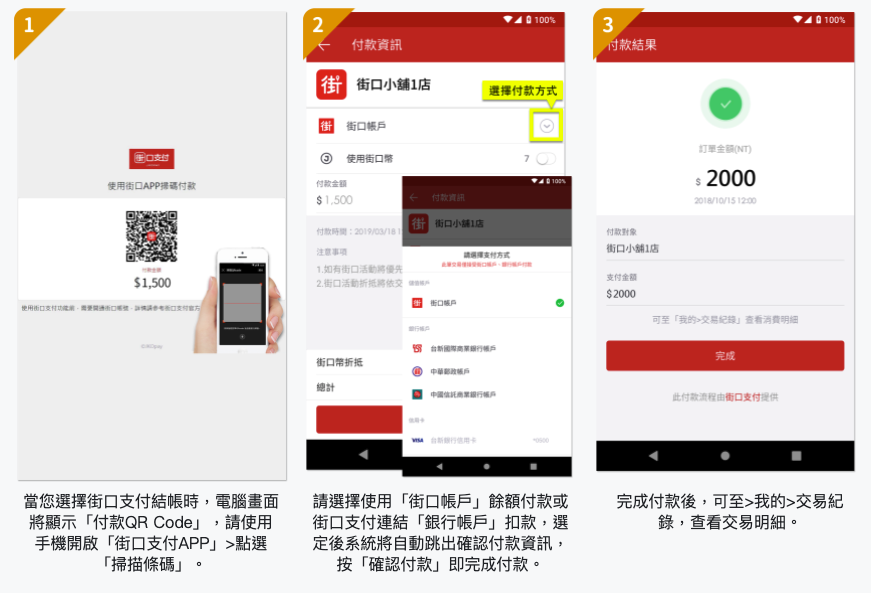 1
街口支付
使用街口APP掃碼付款
付款金額
$1,500
使用街口支付功能前，需要開通街口帳號，詳情請參考街口支付官方
當您選擇街口支付結帳時，電腦畫面
將顯示「付款QR Code」，請使用
手機開啟「街口支付APP」>點選
「掃描條碼」。
2
100%
付款資訊
街口小舖1店
選擇付款方式
街口帳戶
使用街口幣
7
付款金額
$ 1,500
付款時間：2019/03/18 1
注意事項
1.如有街口活動將優先
2.街口活動折抵將依交
街口幣折抵
總計
100%
付款資訊
街口小舖1店
請選擇支付方式
儲值帳戶
街口帳戶
銀行帳戶
台新國際商業銀行帳戶
中華郵政帳戶
中國信託商業銀行帳戶
信用卡
VISA 台新銀行信用卡
請選擇使用「街口帳戶」餘額付款或
街口支付連結「銀行帳戶」扣款，選
定後系統將自動跳出確認付款資訊，
按「確認付款」即完成付款。
3
100%
付款結果
訂單金額(NT)
$ 2000
2018/10/15 12:00
付款對象
街口小舖1店
支付金額
$2000
可至「我的>交易紀錄」查看消費明細
完成
此付款流程由街口支付提供
完成付款後，可至>我的>交易紀
錄，查看交易明細。